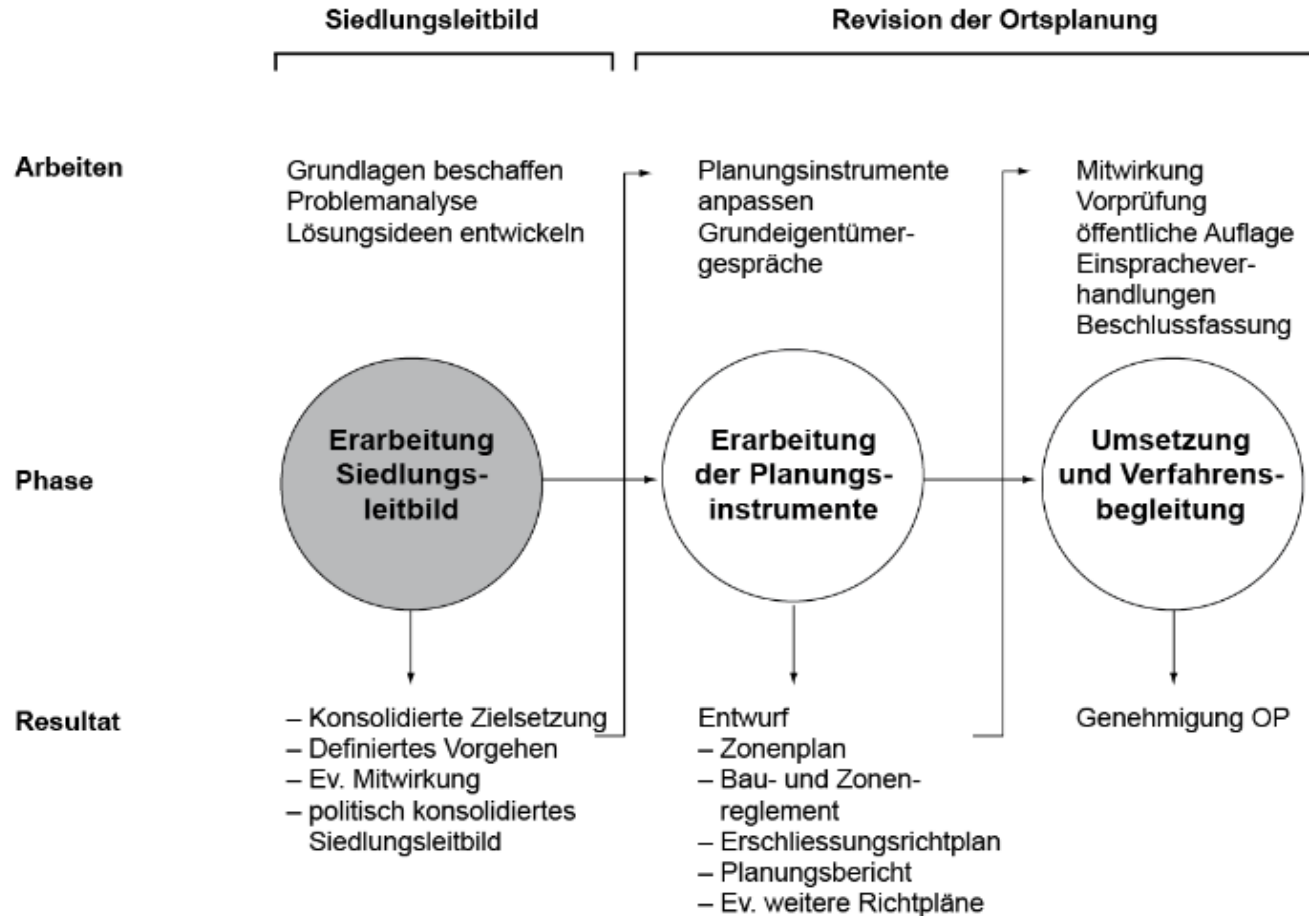 Siedlungsleitbild
Revision der Ortsplanung
Arbeiten
Grundlagen beschaffen
Problemanalyse
Lösungsideen entwickeln
Planungsinstrumente
anpassen
Grundeigentümer-
gespräche
Mitwirkung
Vorprüfung
öffentliche Auflage
Einsprachever-
handlungen
Beschlussfassung
Phase
Erarbeitung
Siedlungs-
leitbild
Erarbeitung
der Planungs-
instrumente
Umsetzung
und Verfahrens-
begleitung
Resultat
– Konsolidierte Zielsetzung
– Definiertes Vorgehen
– Ev. Mitwirkung
– politisch konsolidiertes
Siedlungsleitbild
Entwurf
– Zonenplan
– Bau- und Zonen-
reglement
– Erschliessungsrichtplan
– Planungsbericht
– Ev. weitere Richtpläne
Genehmigung OP